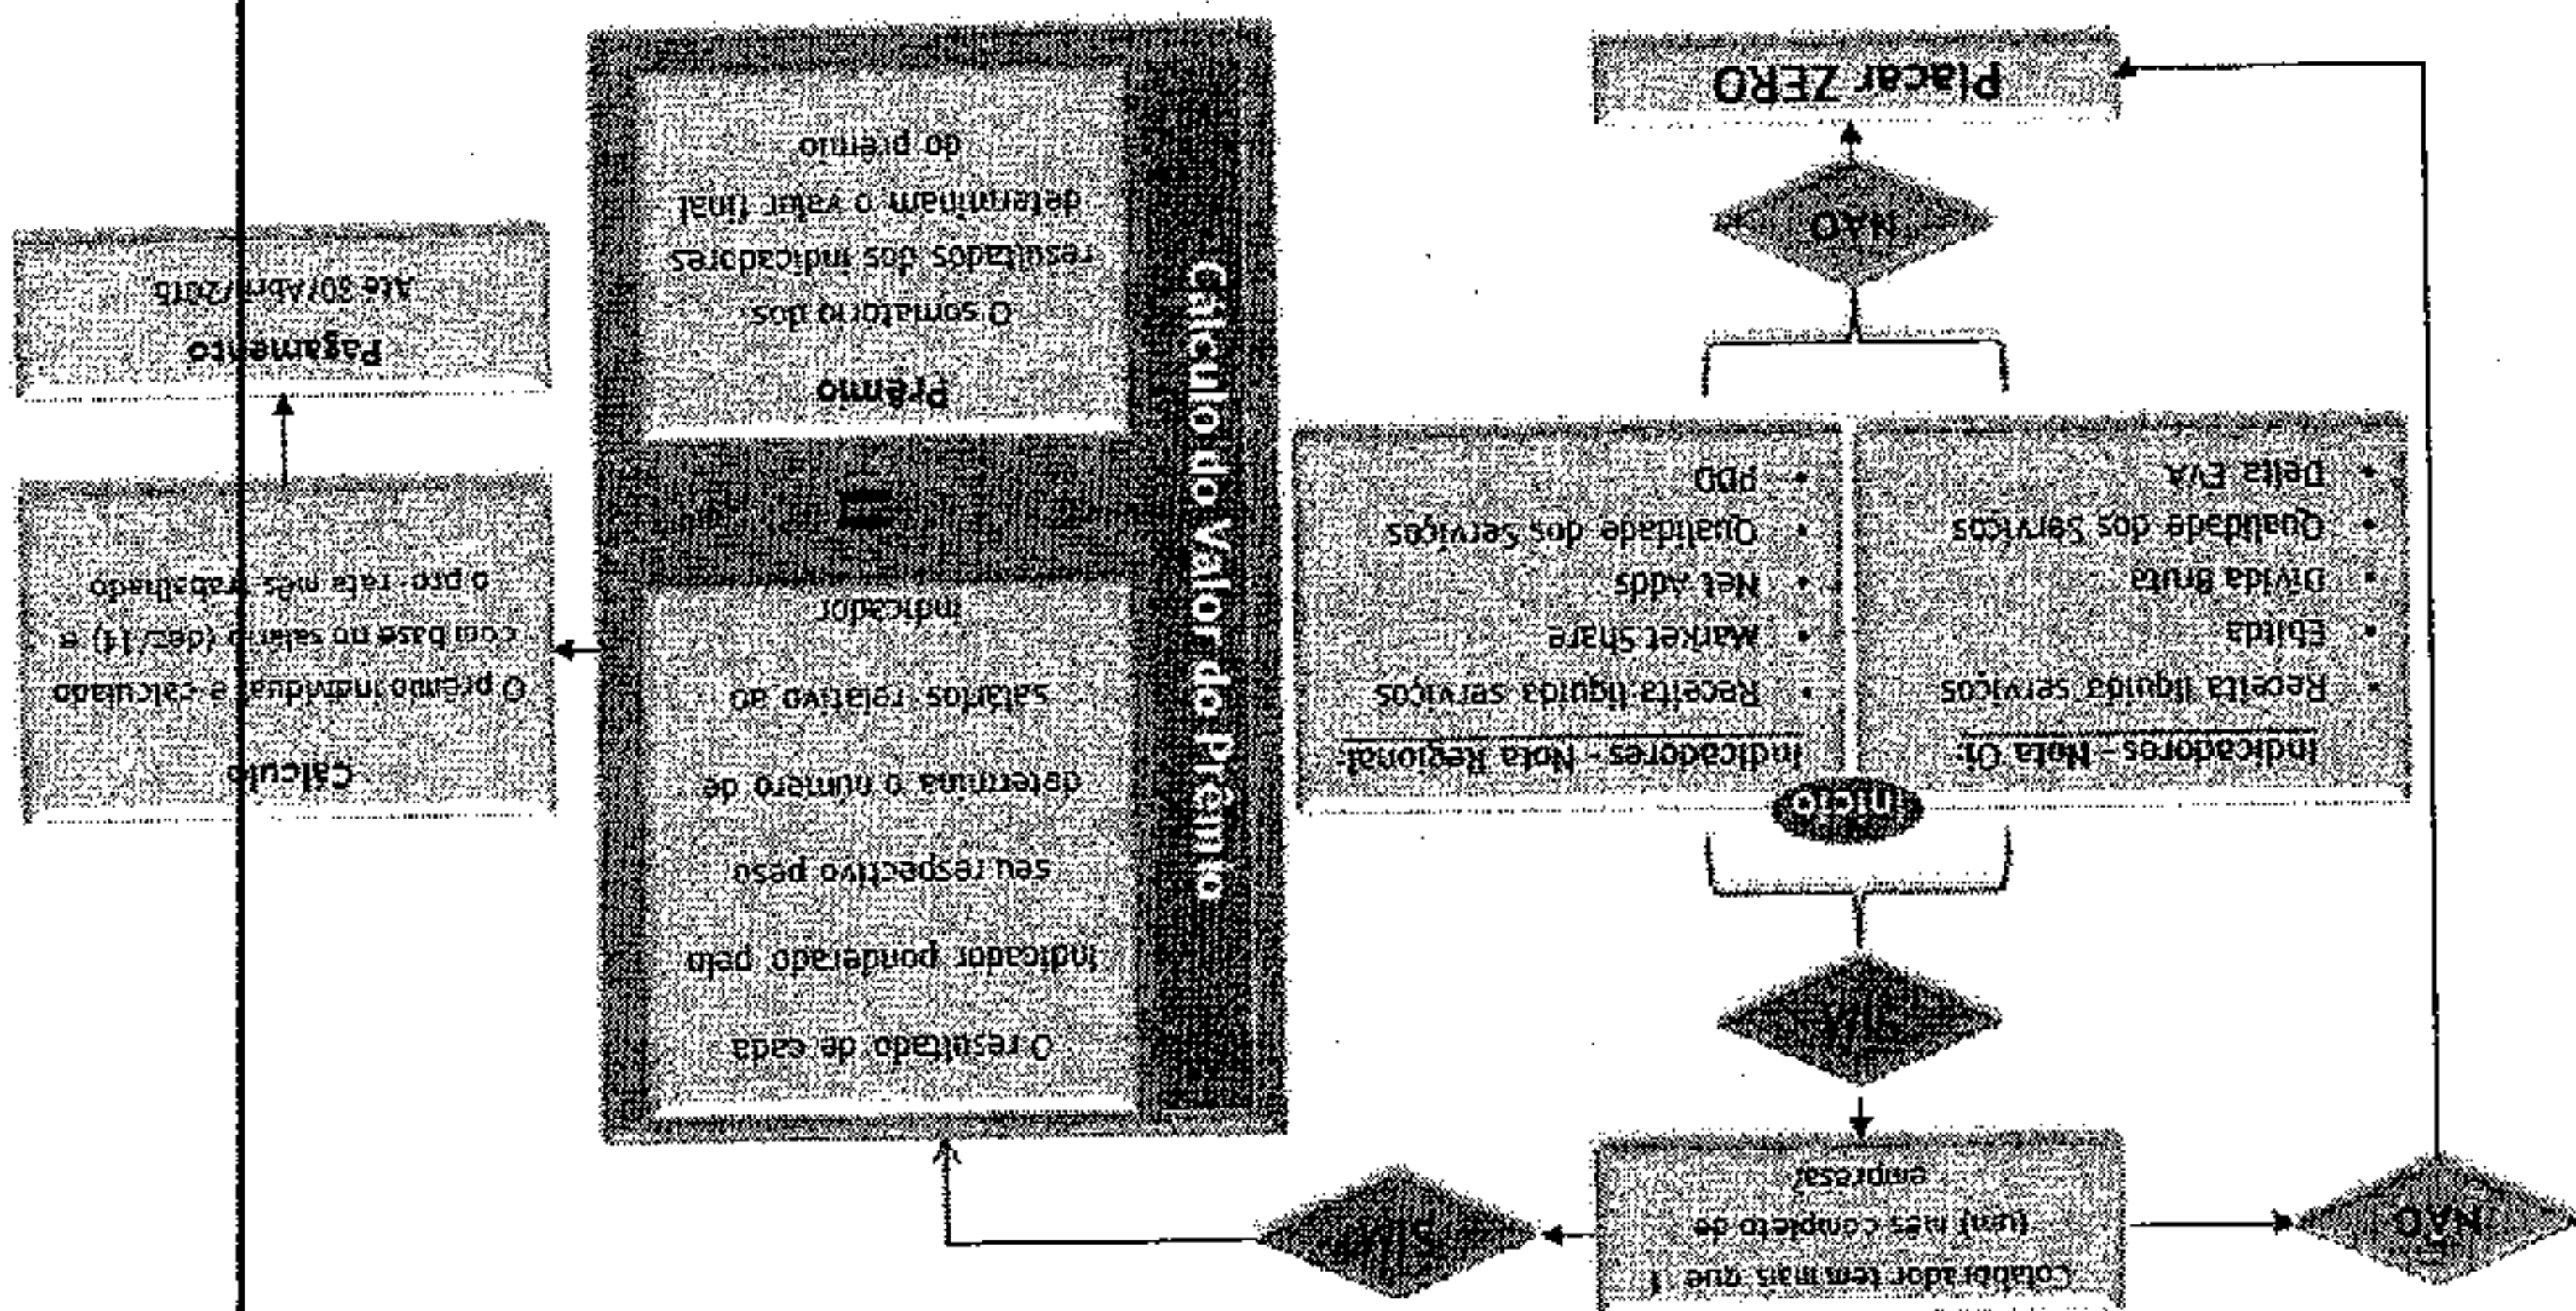 NÃO
Colaborador tem mais que 1
(um) mês completo de
empresa?
SIM
SIM
Início
Indicadores - Nota Oi:
• Receita líquida serviços
• Ebitda
• Dívida Bruta
• Qualidade dos Serviços
• Delta EVA
Indicadores - Nota Regional:
• Receita líquida serviços
• Market Share
• Net Adds
• Qualidade dos Serviços
• PDD
NÃO
Placar ZERO
Cálculo do Valor do Prêmio
O resultado de cada
indicador ponderado pelo
seu respectivo peso
determina o número de
salários relativo ao
indicador
=
Prêmio
O somatório dos
resultados dos indicadores
determinam o valor final
do prêmio
Cálculo
O prêmio individual é calculado
com base no salário (dez/14) e
o pro-rata mês trabalhado
Pagamento
Até 30/Abril/2015